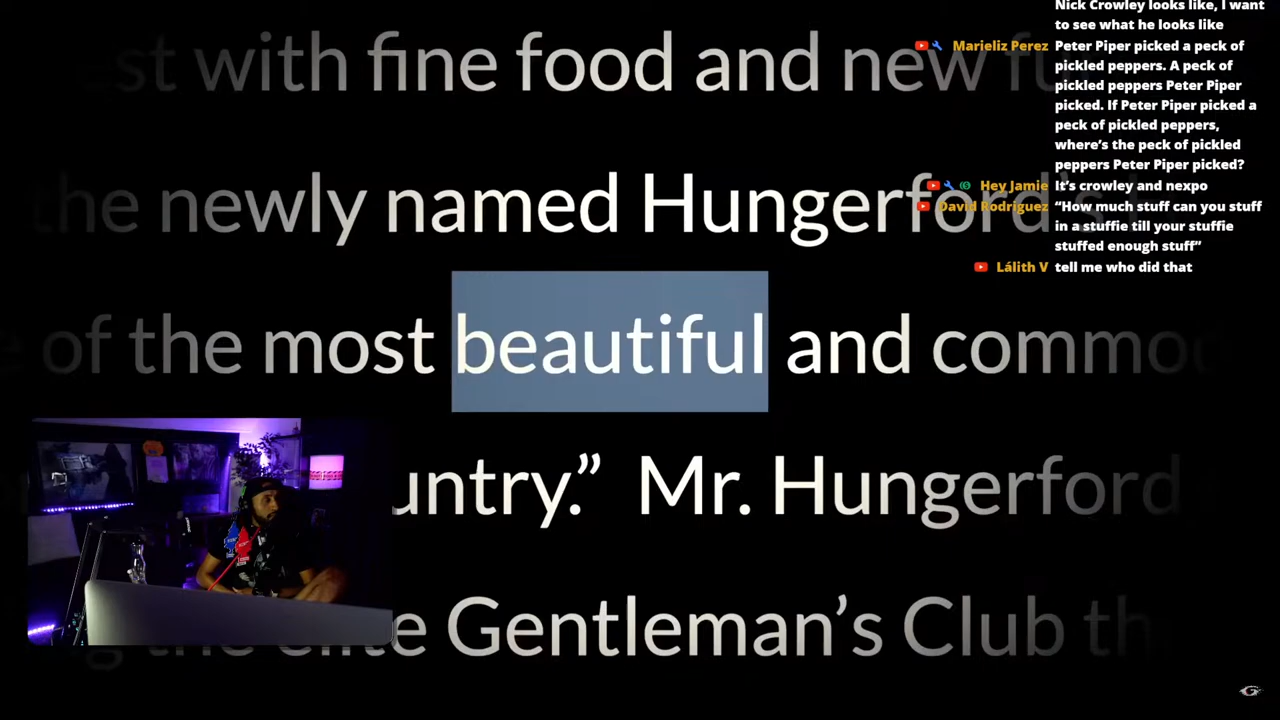 with fine food and new
the newly named Hungerford's
of the most beautiful and
untry.” Mr. Hungerford
the elite Gentleman’s Club
Nick Crowley looks like, I want
to see what he looks like
Marieliz Perez Peter Piper picked a peck of
pickled peppers. A peck of
pickled peppers Peter Piper
picked. If Peter Piper picked a
peck of pickled peppers,
where’s the peck of pickled
peppers Peter Piper picked?
Hey Jamie It’s crowley and nexpo
David Rodriguez “How much stuff can you stuff
in a stuffie till your stuffie
stuffed enough stuff”
Lálith V tell me who did that